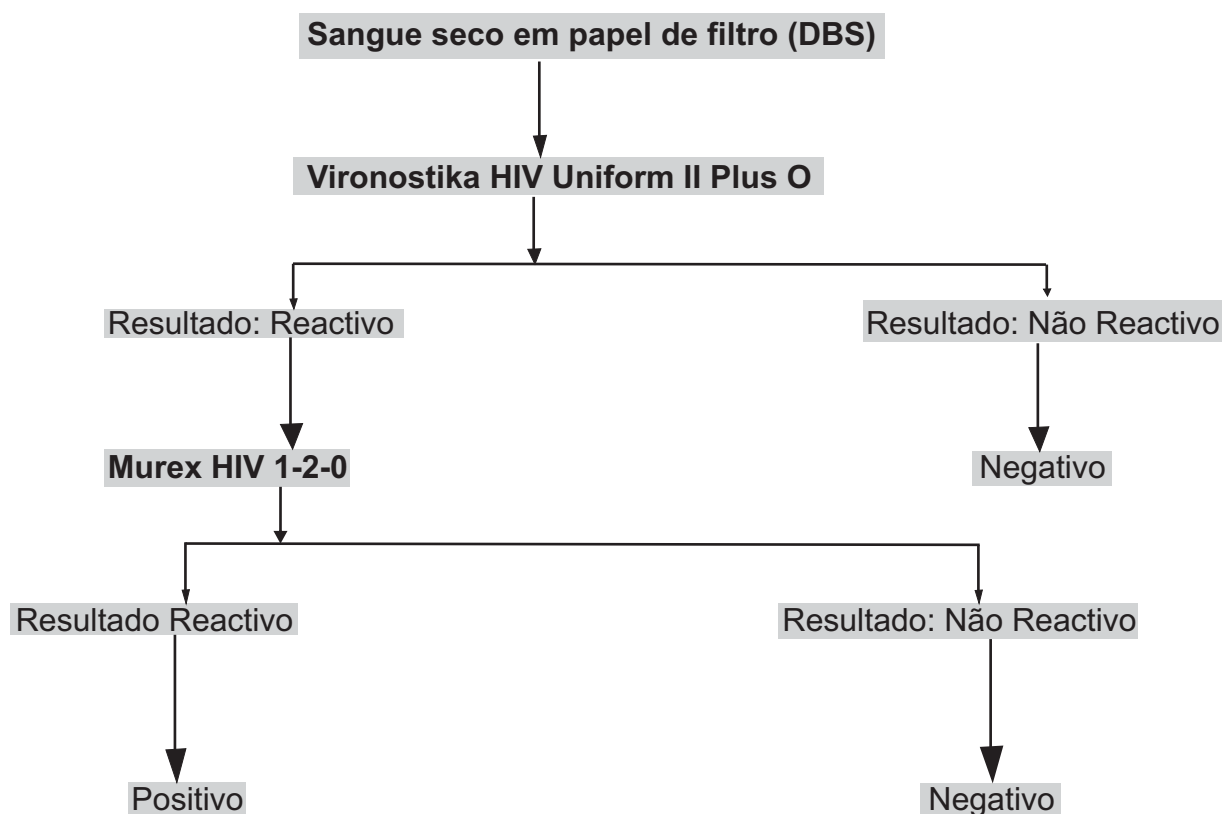 Sangue seco em papel de filtro (DBS)
Vironostika HIV Uniform II Plus O
Resultado: Reactivo
Resultado: Não Reactivo
Murex HIV 1-2-0
Negativo
Resultado Reactivo
Resultado: Não Reactivo
Positivo
Negativo